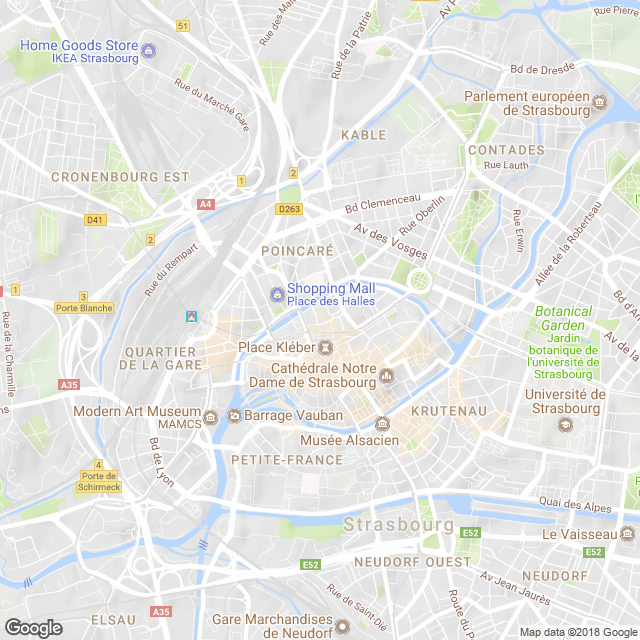 Rue des Mar
Rue de la Patrie
Av P
Rue Pierre
51
Home Goods Store
IKEA Strasbourg
Bd de Dresde
Rue du Marché Gare
Parlement européen
de Strasbourg
KABLE
CONTADES
Rue Lauth
CRONENBOURG EST
2
1
A4
D263
Bd Clemenceau
Rue Oberlin
Rue Erwin
Allée de la Robertsau
D41
2
Av des Vosges
POINCARÉ
Rue du Rempart
Shopping Mall
Place des Halles
1
3
Porte Blanche
Bd d'An
Rue de la Charmille
Botanical
Garden
Jardin
botanique de
l'université de
Strasbourg
Av de la
Place Kléber
QUARTIER
DE LA GARE
Cathédrale Notre
Dame de Strasbourg
A35
Modern Art Museum
MAMCS
Barrage Vauban
KRUTENAU
Université de
Strasbourg
Musée Alsacien
Bd de Lyon
PETITE-FRANCE
4
Porte de
Schirmeck
Quai des Alpes
Strasbourg
E52
Le Vaisseau
E52
E52
NEUDORF OUEST
NEUDORF
Av Jean Jaurès
Rue de Saint-Dié
Route du P
A35
ELSAU
Gare Marchandises
de Neudorf
Google
Map data ©2018 Google